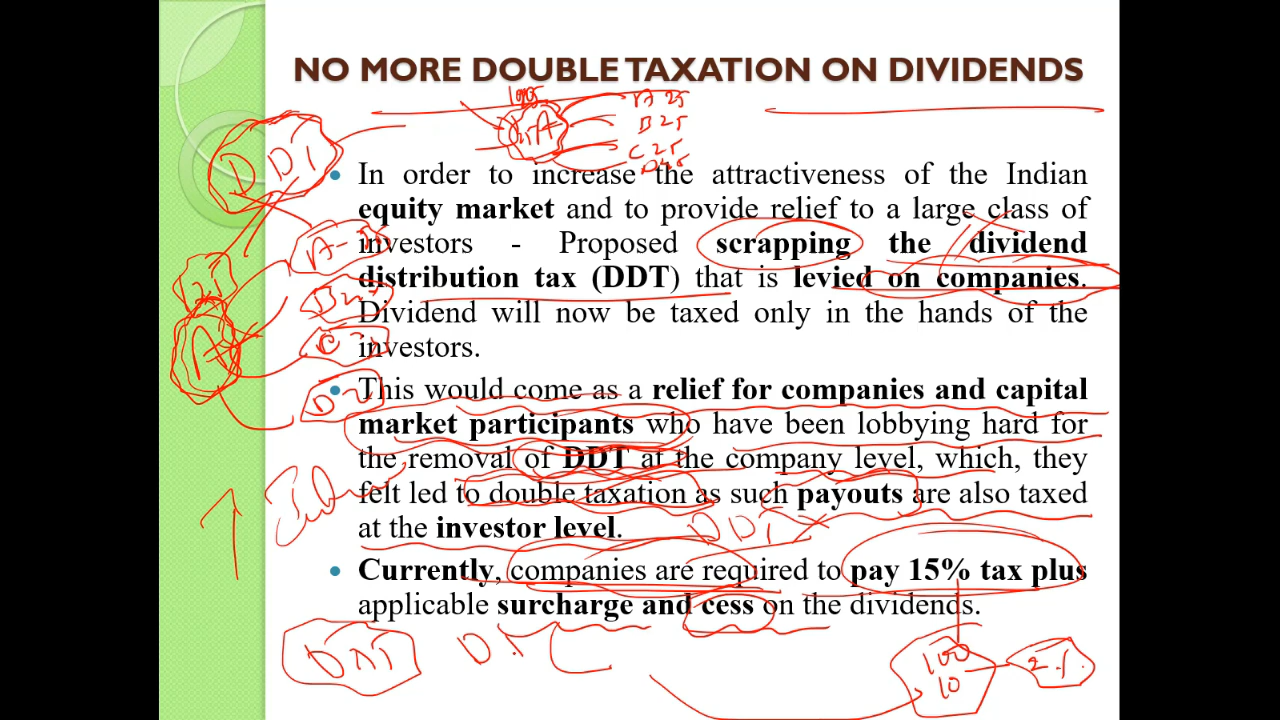 NO MORE DOUBLE TAXATION ON DIVIDENDS
A 25
B 25
C 25
DDT
In order to increase the attractiveness of the Indian
equity market and to provide relief to a large class of
investors - Proposed scrapping the dividend
distribution tax (DDT) that is levied on companies.
Dividend will now be taxed only in the hands of the
investors.
A
This would come as a relief for companies and capital
market participants who have been lobbying hard for
the removal of DDT at the company level, which, they
felt led to double taxation as such payouts are also taxed
at the investor level.
DDT
Currently, companies are required to pay 15% tax plus
applicable surcharge and cess on the dividends.
DDT
100
10